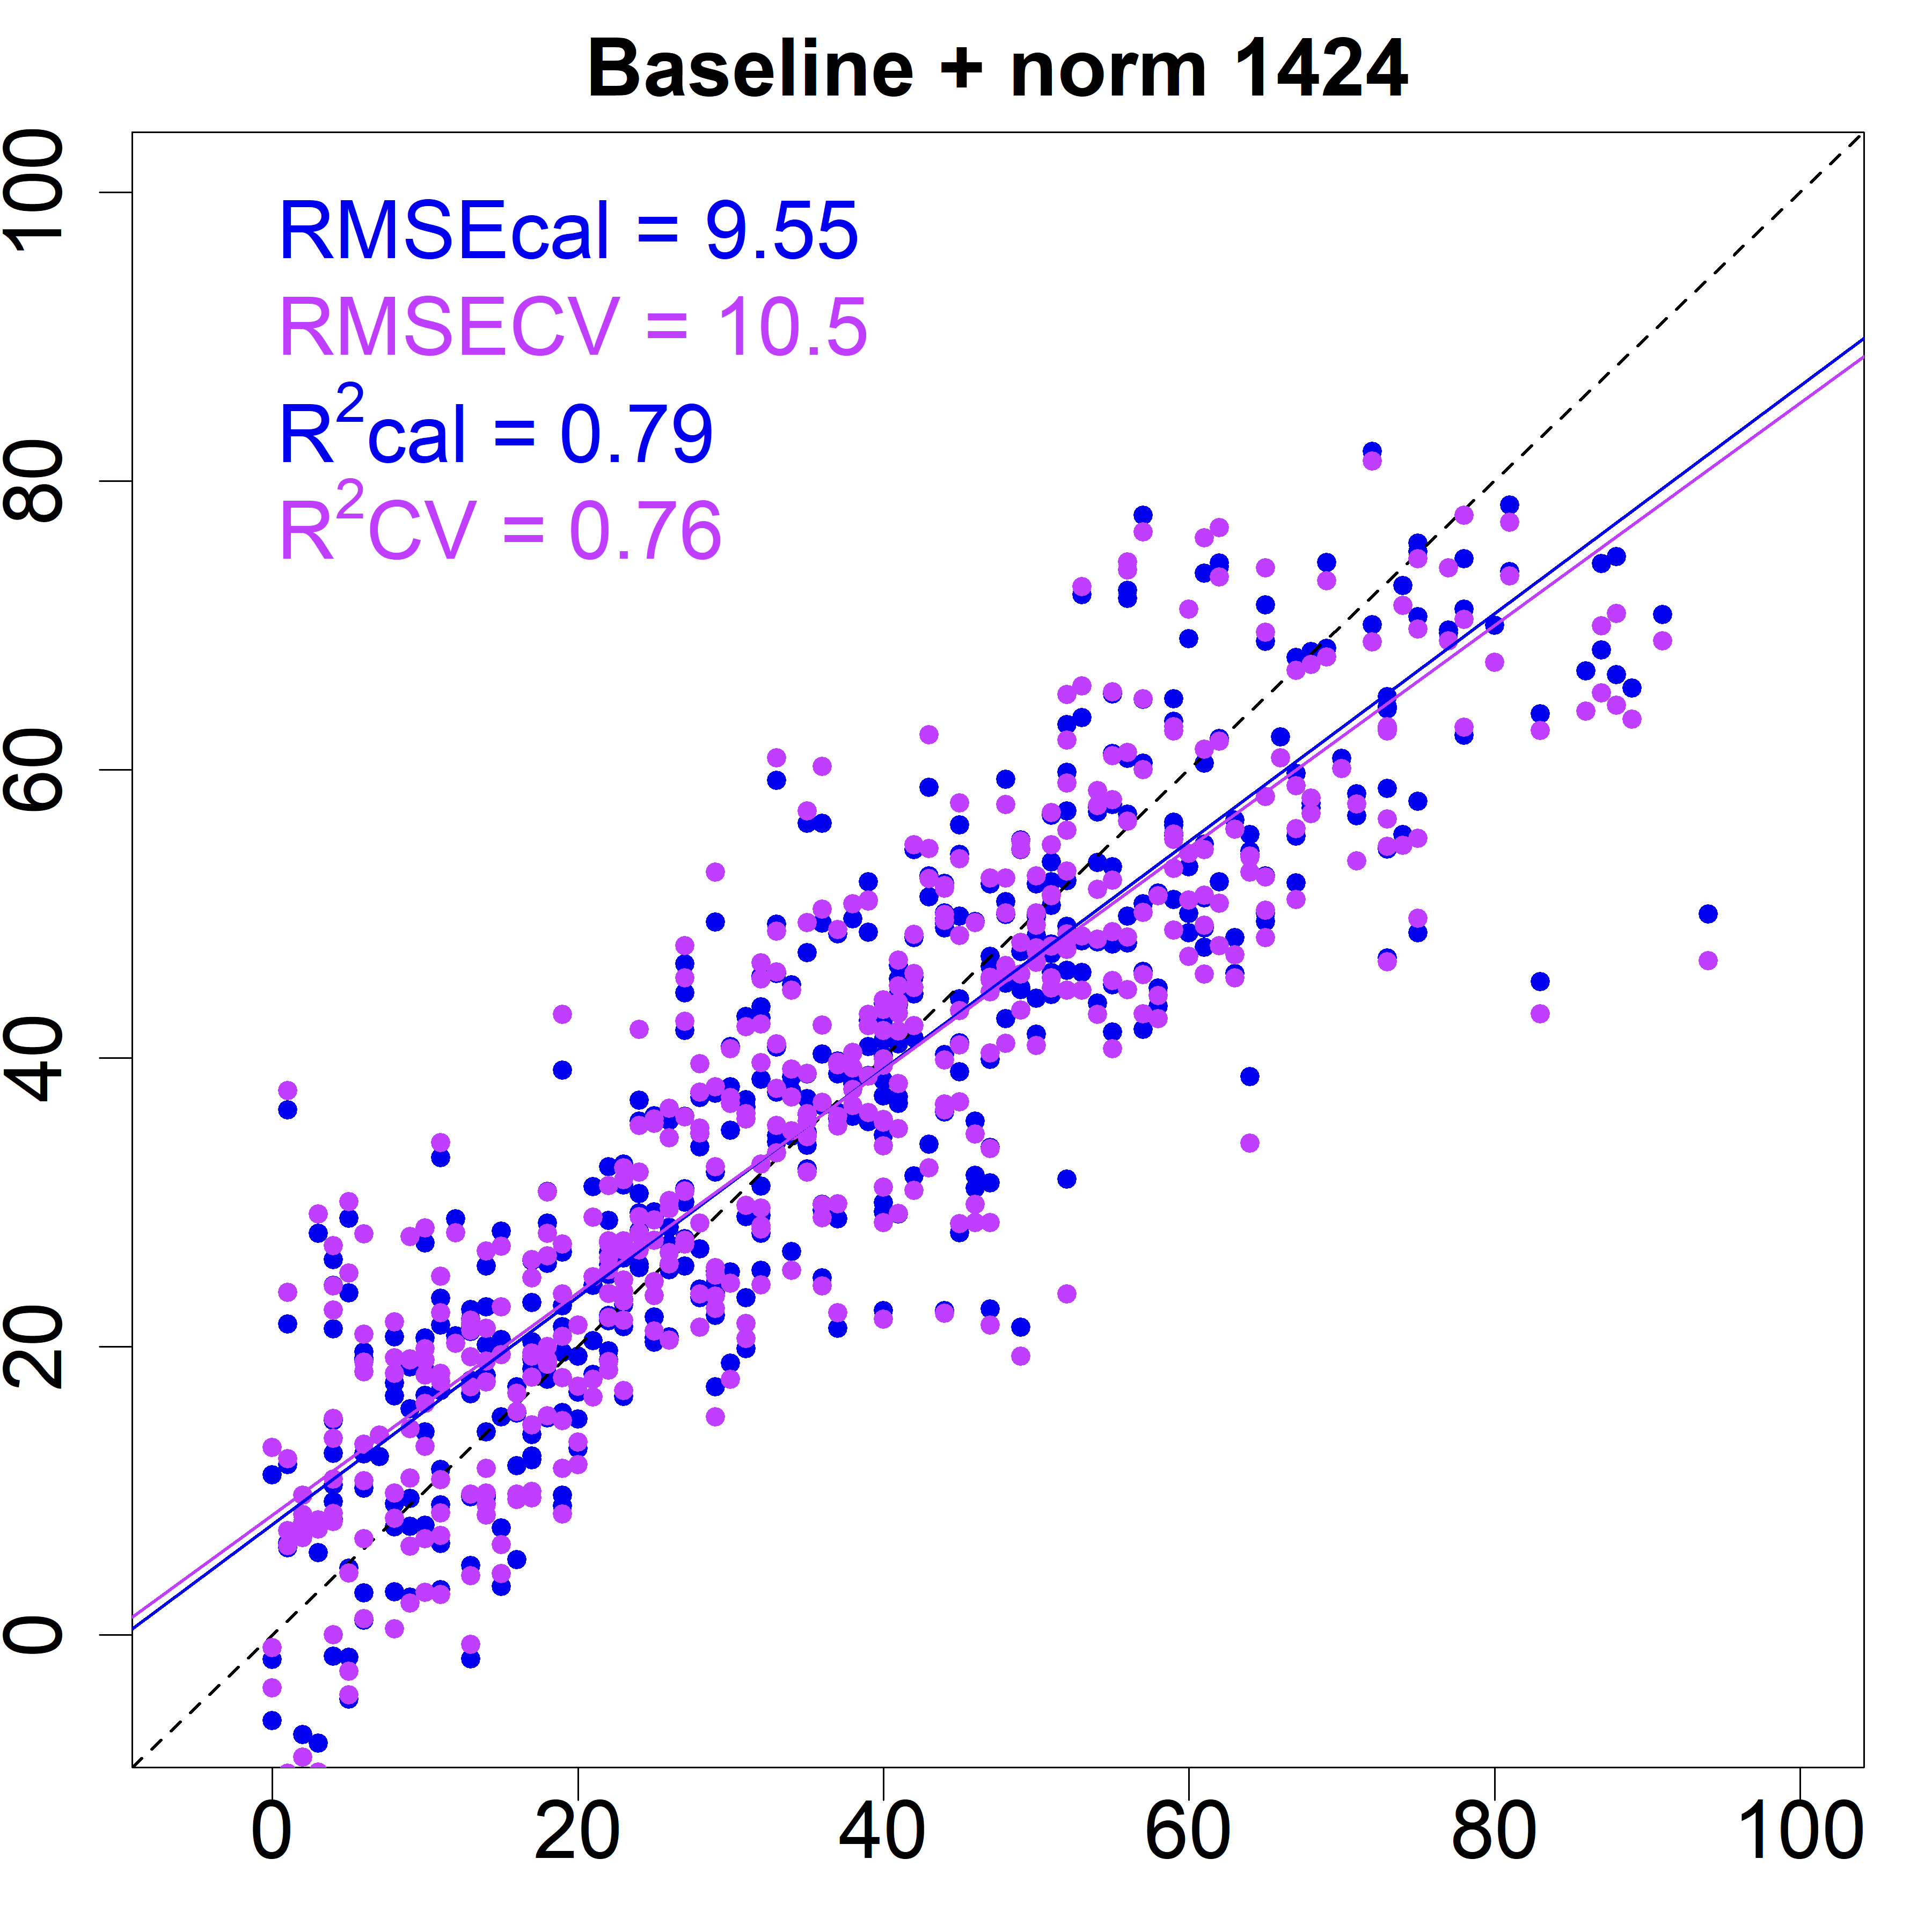 Baseline + norm 1424
RMSEcal = 9.55
RMSECV = 10.5
R²cal = 0.79
R²CV = 0.76
100
80
60
40
20
0
0 20 40 60 80 100